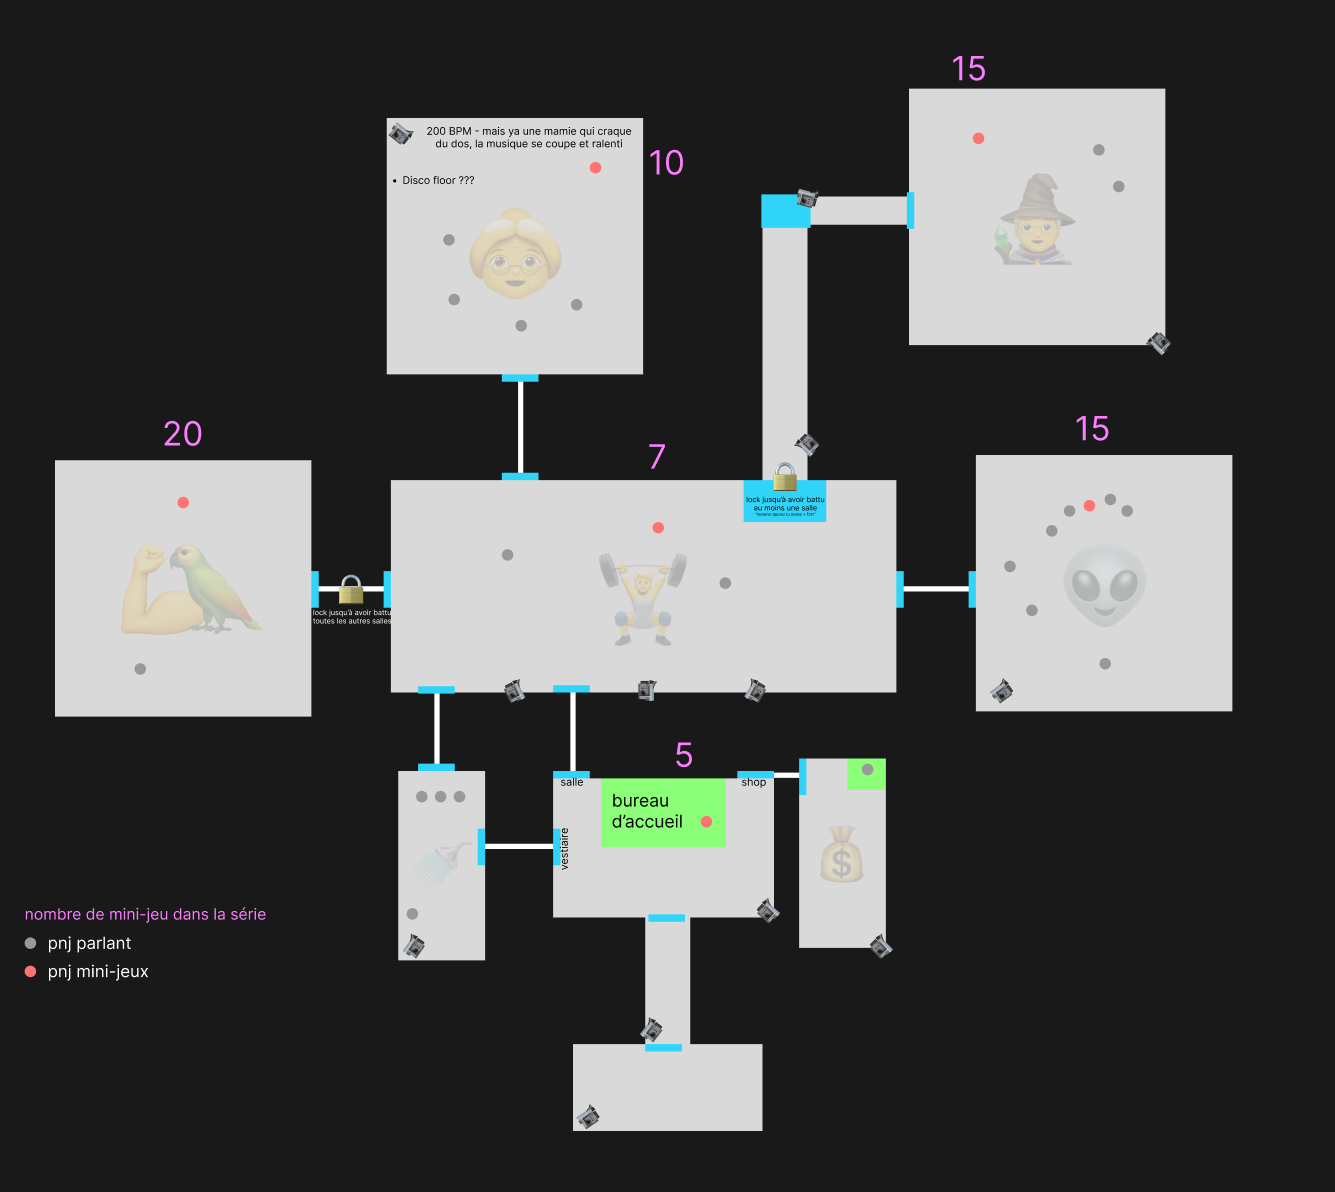 15
200 BPM - mais ya une mamie qui craque
du dos, la musique se coupe et ralenti
10
• Disco floor ???
20
7
15
lock jusqu'à avoir battu
au moins une salle
lock jusqu'à avoir battu
toutes les autres salles
5
salle
shop
bureau
d'accueil
vestiaire
nombre de mini-jeu dans la série
pnj parlant
pnj mini-jeux